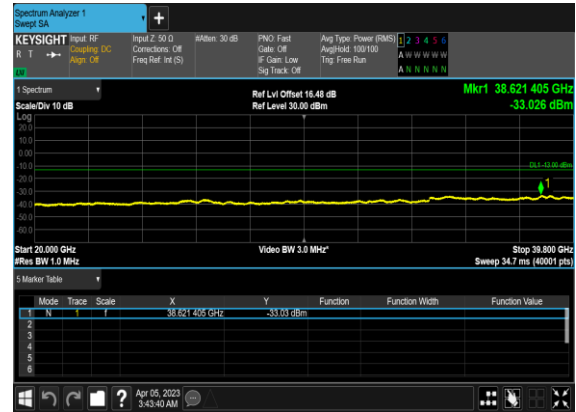 Spectrum Analyzer 1
Swept SA
+
KEYSIGHT
R T
LXI
Input: RF
Coupling: DC
Align: Off
Input Z: 50 Ω
Corrections: Off
Freq Ref: Int (S)
#Atten: 30 dB
PNO: Fast
Gate: Off
IF Gain: Low
Sig Track: Off
Avg Type: Power (RMS)
Avg|Hold: 100/100
Trig: Free Run
1 2 3 4 5 6
A W W W W W
A N N N N N
1 Spectrum
Scale/Div 10 dB
Ref Lvl Offset 16.48 dB
Ref Level 30.00 dBm
Mkr1 38.621 405 GHz
-33.026 dBm
Log
20.0
10.0
0.00
-10.0
-20.0
-30.0
-40.0
-50.0
-60.0
DL1 -13.00 dBm
1
Start 20.000 GHz
#Res BW 1.0 MHz
Video BW 3.0 MHz*
Stop 39.800 GHz
Sweep 34.7 ms (40001 pts)
5 Marker Table
Mode Trace Scale X Y Function Function Width Function Value
1 N 1 f 38.621 405 GHz -33.03 dBm
2
3
4
5
6
?
Apr 05, 2023
3:43:40 AM